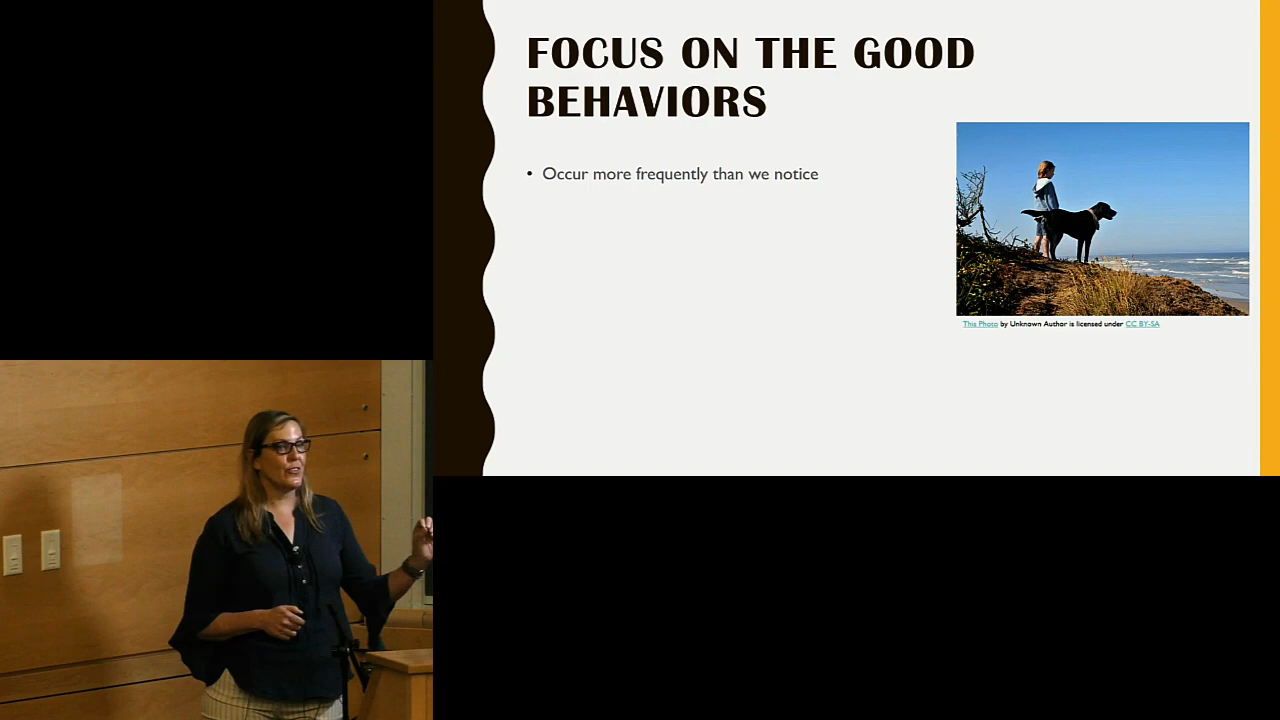 FOCUS ON THE GOOD
BEHAVIORS
• Occur more frequently than we notice
This Photo by Unknown Author is licensed under CC BY-SA